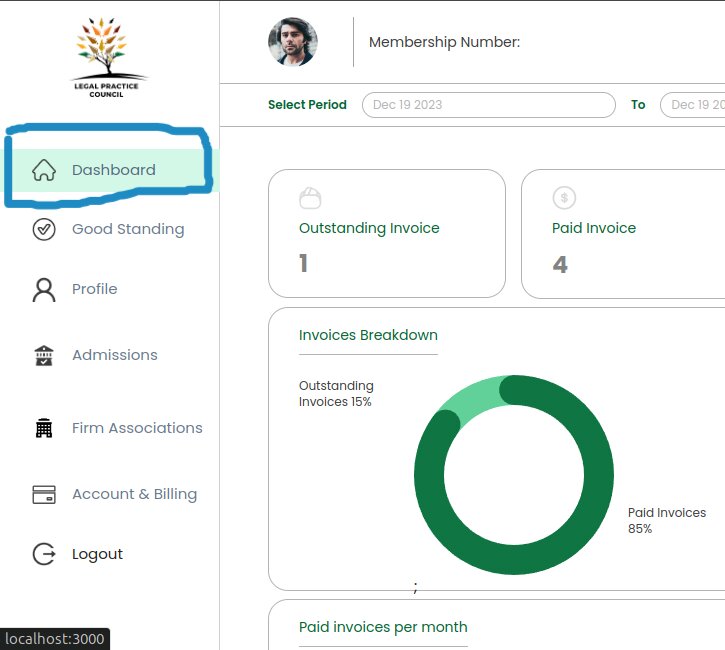 LEGAL PRACTICE
COUNCIL
Membership Number:
Select Period
Dec 19 2023
To
Dec 19 20
Dashboard
Good Standing
Profile
Admissions
Firm Associations
Account & Billing
Logout
Outstanding Invoice
1
$
Paid Invoice
4
Invoices Breakdown
Outstanding
Invoices 15%
Paid Invoices
85%
;
Paid invoices per month
localhost:3000